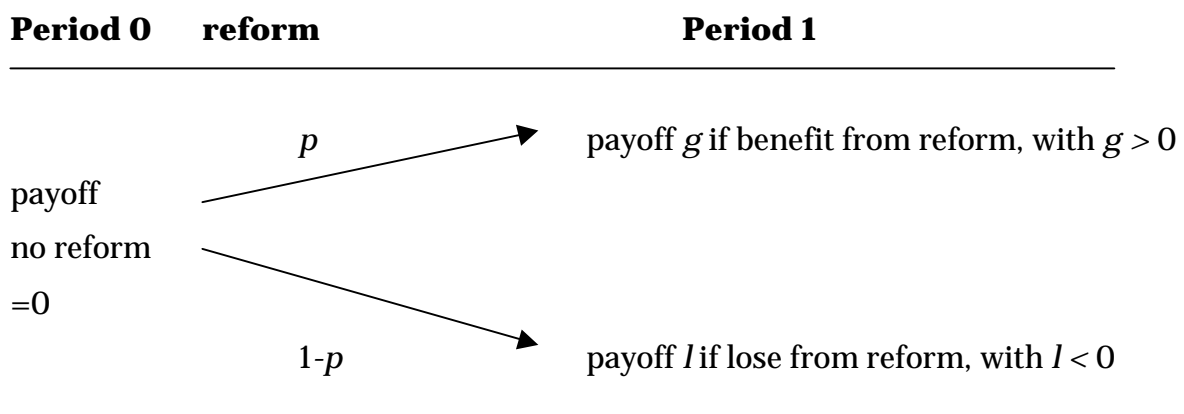 Period 0 reform Period 1
p payoff g if benefit from reform, with g > 0
payoff
no reform
=0
1-p payoff l if lose from reform, with l < 0